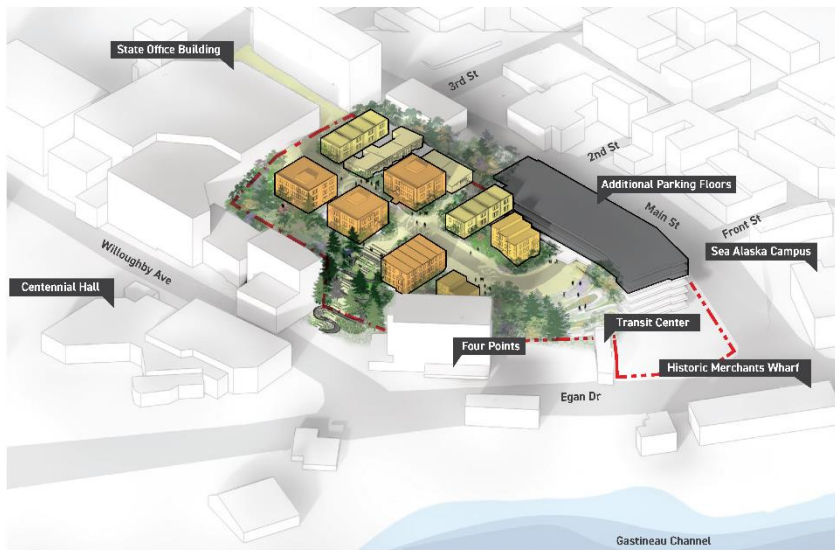 State Office Building
3rd St
2nd St
Additional Parking Floors
Main St
Front St
Sea Alaska Campus
Willoughby Ave
Centennial Hall
Transit Center
Four Points
Historic Merchants Wharf
Egan Dr
Gastineau Channel